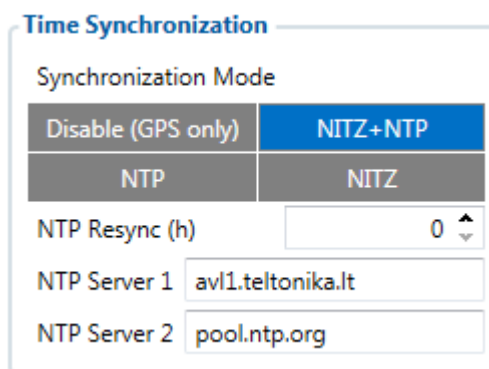 Time Synchronization
Synchronization Mode
Disable (GPS only) NITZ+NTP
NTP NITZ
NTP Resync (h) 0
NTP Server 1 avl1.teltonika.lt
NTP Server 2 pool.ntp.org